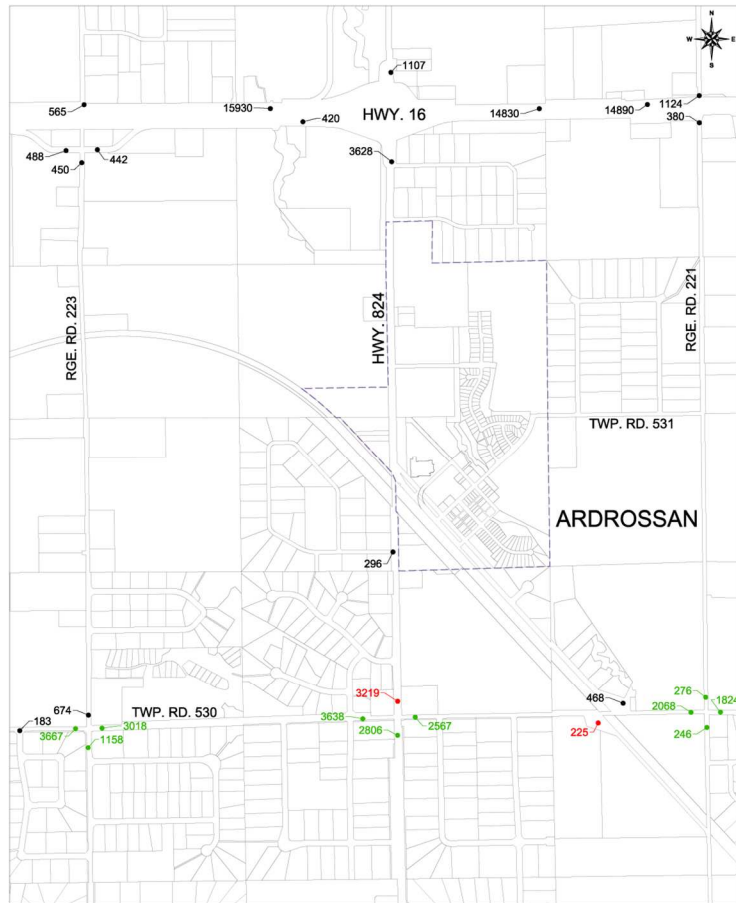 N
W E
S
1107
565
15930
420
HWY. 16
14830
14890
1124
380
488
442
450
3628
RGE. RD. 223
HWY. 824
RGE. RD. 221
TWP. RD. 531
ARDROSSAN
296
276
1824
3219
468
674
TWP. RD. 530
183
3018
3667
1158
3638
2567
2806
225
2068
246